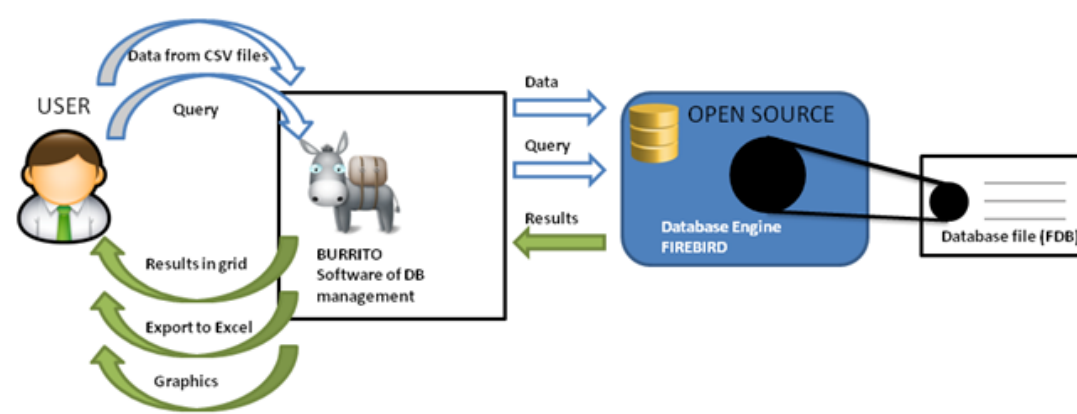 Data from CSV files
USER
Query
BURRITO
Software of DB
management
Results in grid
Export to Excel
Graphics
Data
Query
Results
OPEN SOURCE
Database Engine
FIREBIRD
Database file (FDB)